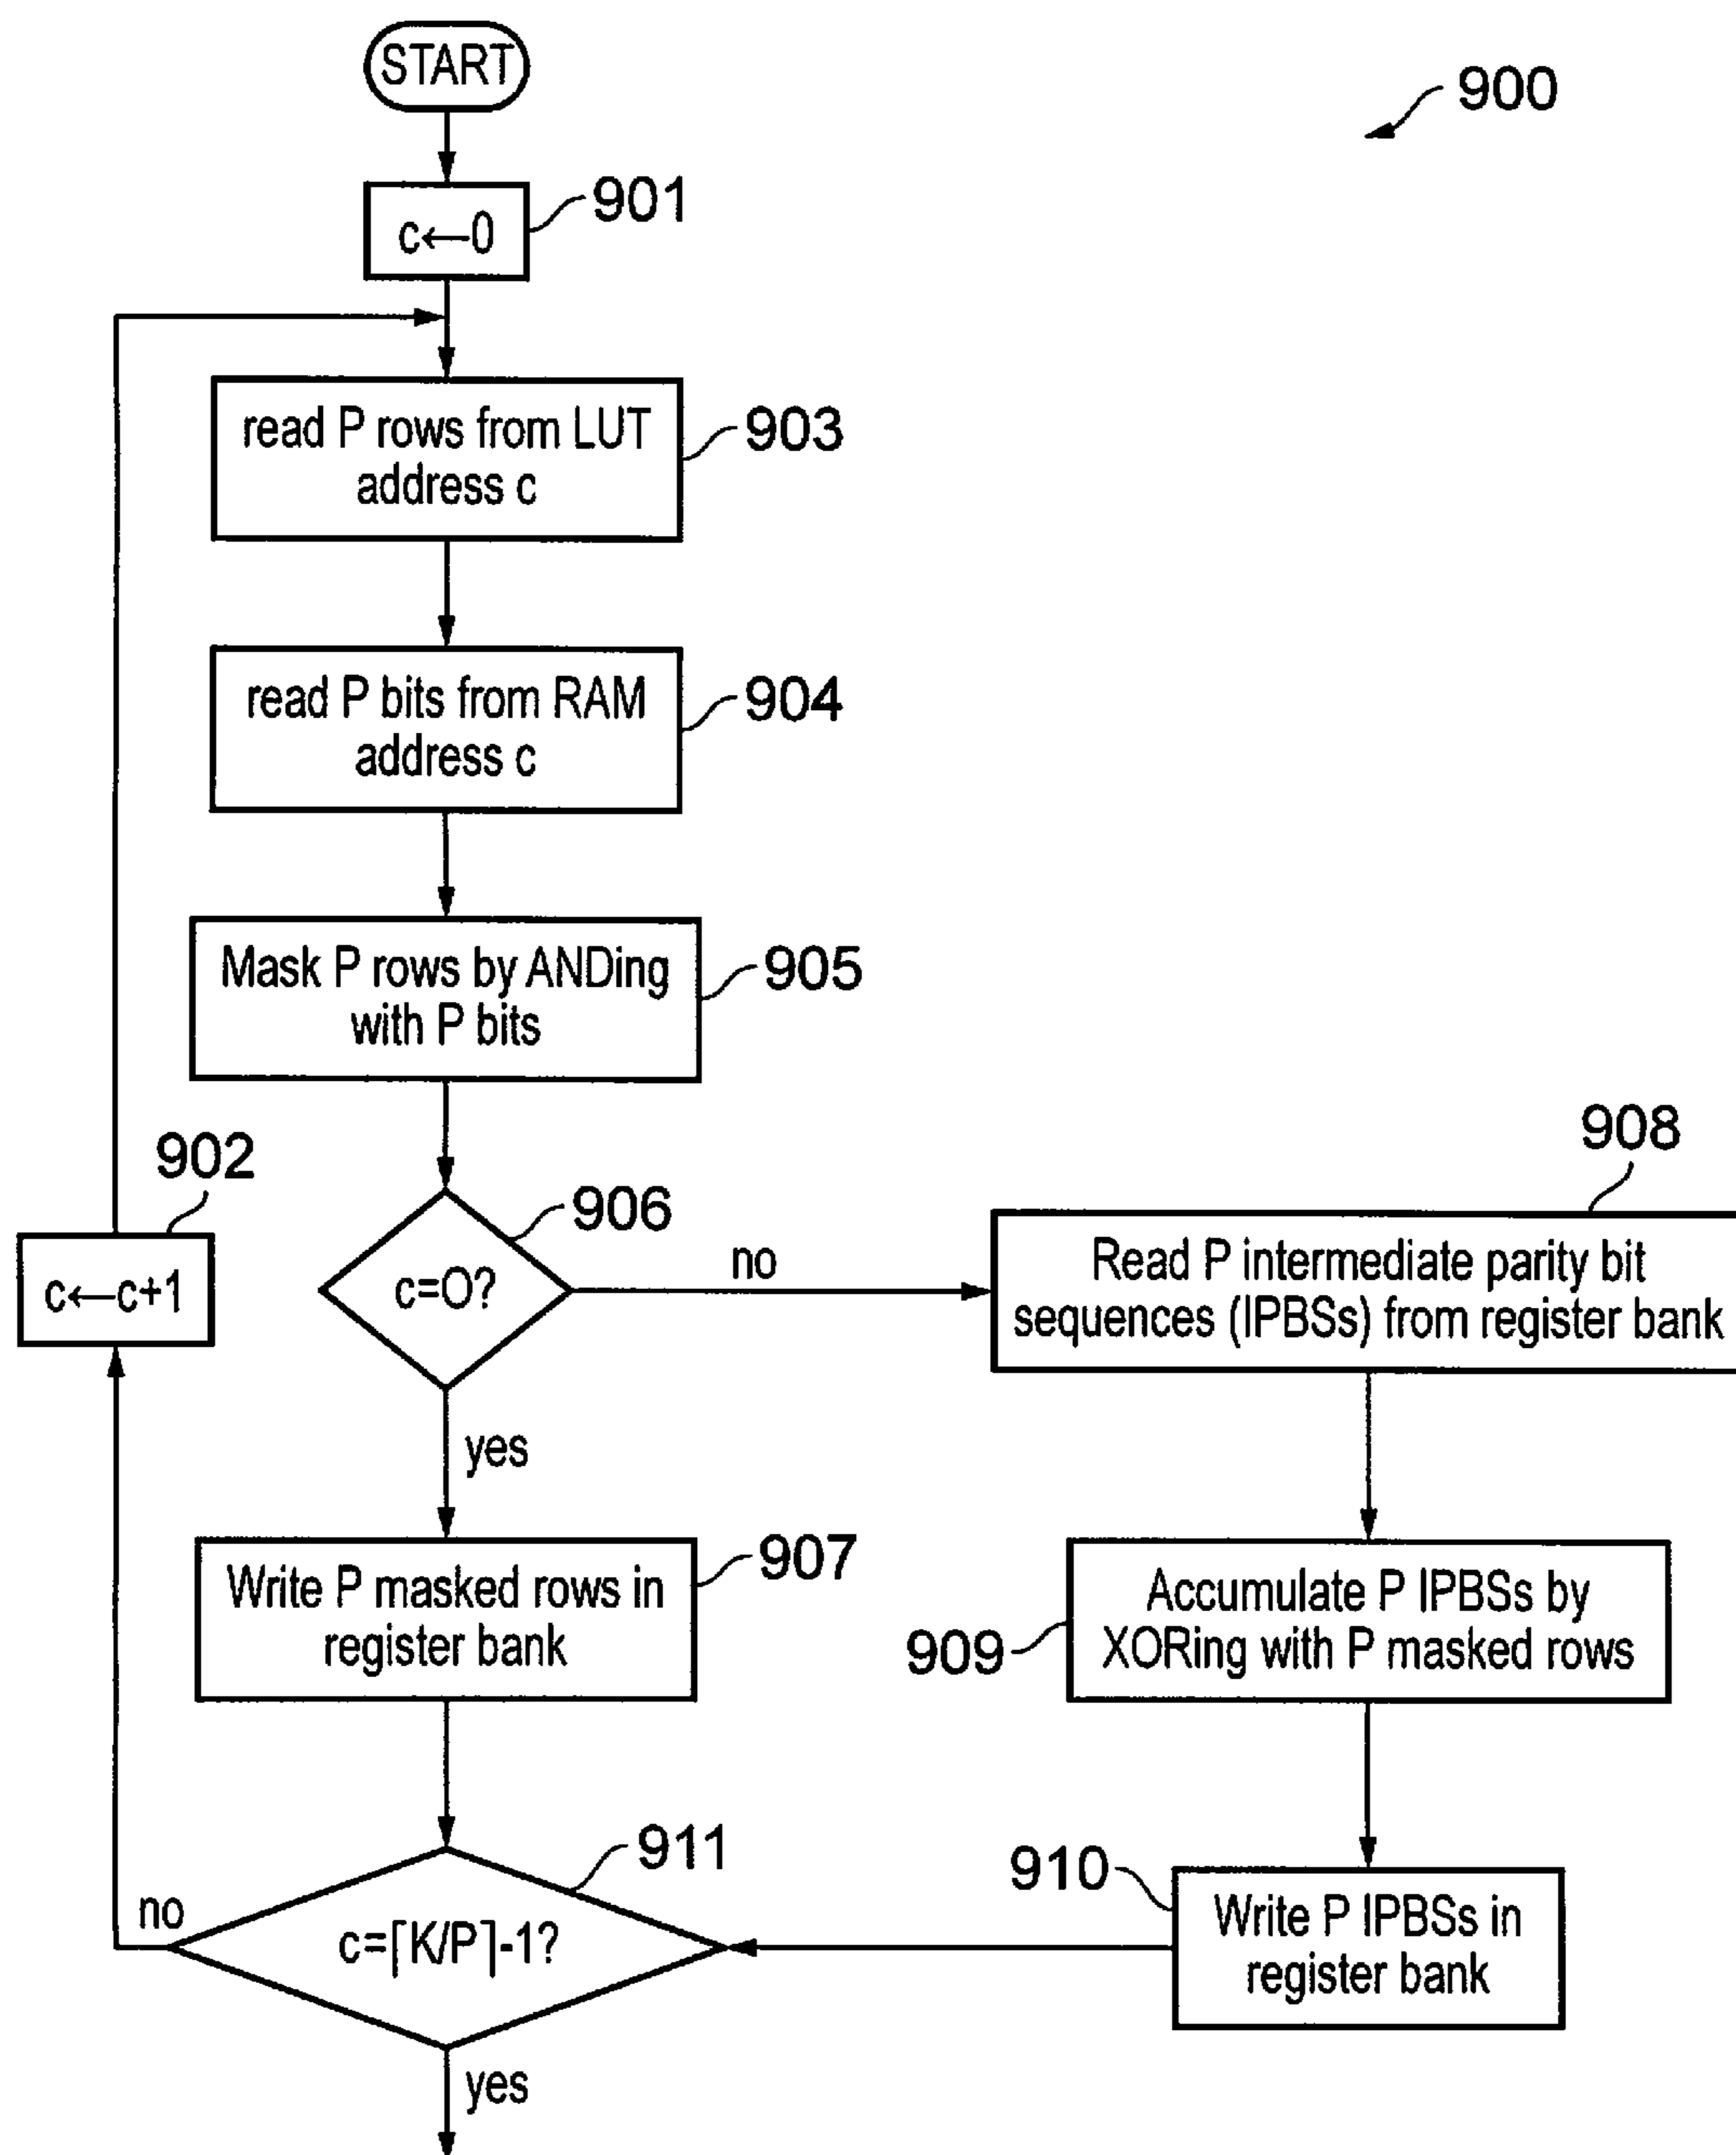 START
900
901
c←0
read P rows from LUT
address c
903
read P bits from RAM
address c
904
Mask P rows by ANDing
with P bits
905
902
c←c+1
906
c=O?
no
yes
908
Read P intermediate parity bit
sequences (IPBSs) from register bank
Write P masked rows in
register bank
907
Accumulate P IPBSs by
XORing with P masked rows
909
911
c=⌈K/P⌉-1?
no
yes
910
Write P IPBSs in
register bank